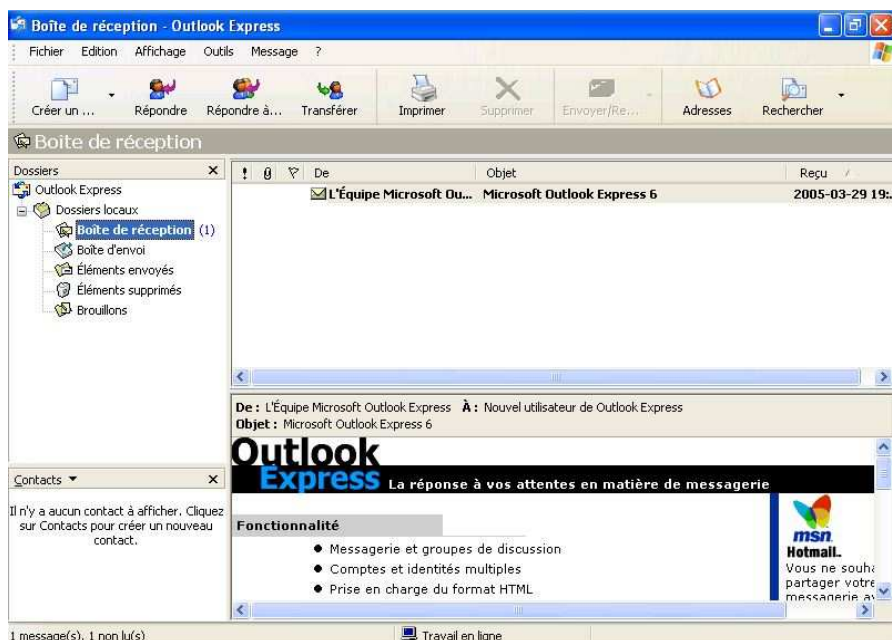 Boîte de réception - Outlook Express
Fichier Edition Affichage Outils Message ?
Créer un ... Répondre Répondre à... Transférer Imprimer Supprimer Envoyer/Re... Adresses Rechercher
Boîte de réception
Dossiers
Outlook Express
Dossiers locaux
Boîte de réception (1)
Boîte d'envoi
Éléments envoyés
Éléments supprimés
Brouillons
! De Objet Reçu
L'Équipe Microsoft Ou... Microsoft Outlook Express 6 2005-03-29 19:..
De : L'Équipe Microsoft Outlook Express À : Nouvel utilisateur de Outlook Express
Objet : Microsoft Outlook Express 6
Outlook
Express La réponse à vos attentes en matière de messagerie
Fonctionnalité
Messagerie et groupes de discussion
Comptes et identités multiples
Prise en charge du format HTML
msn
Hotmail.
Vous ne souha
partager votre
messagerie av
Contacts
Il n'y a aucun contact à afficher. Cliquez
sur Contacts pour créer un nouveau
contact.
1 message(s), 1 non lu(s) Travail en ligne